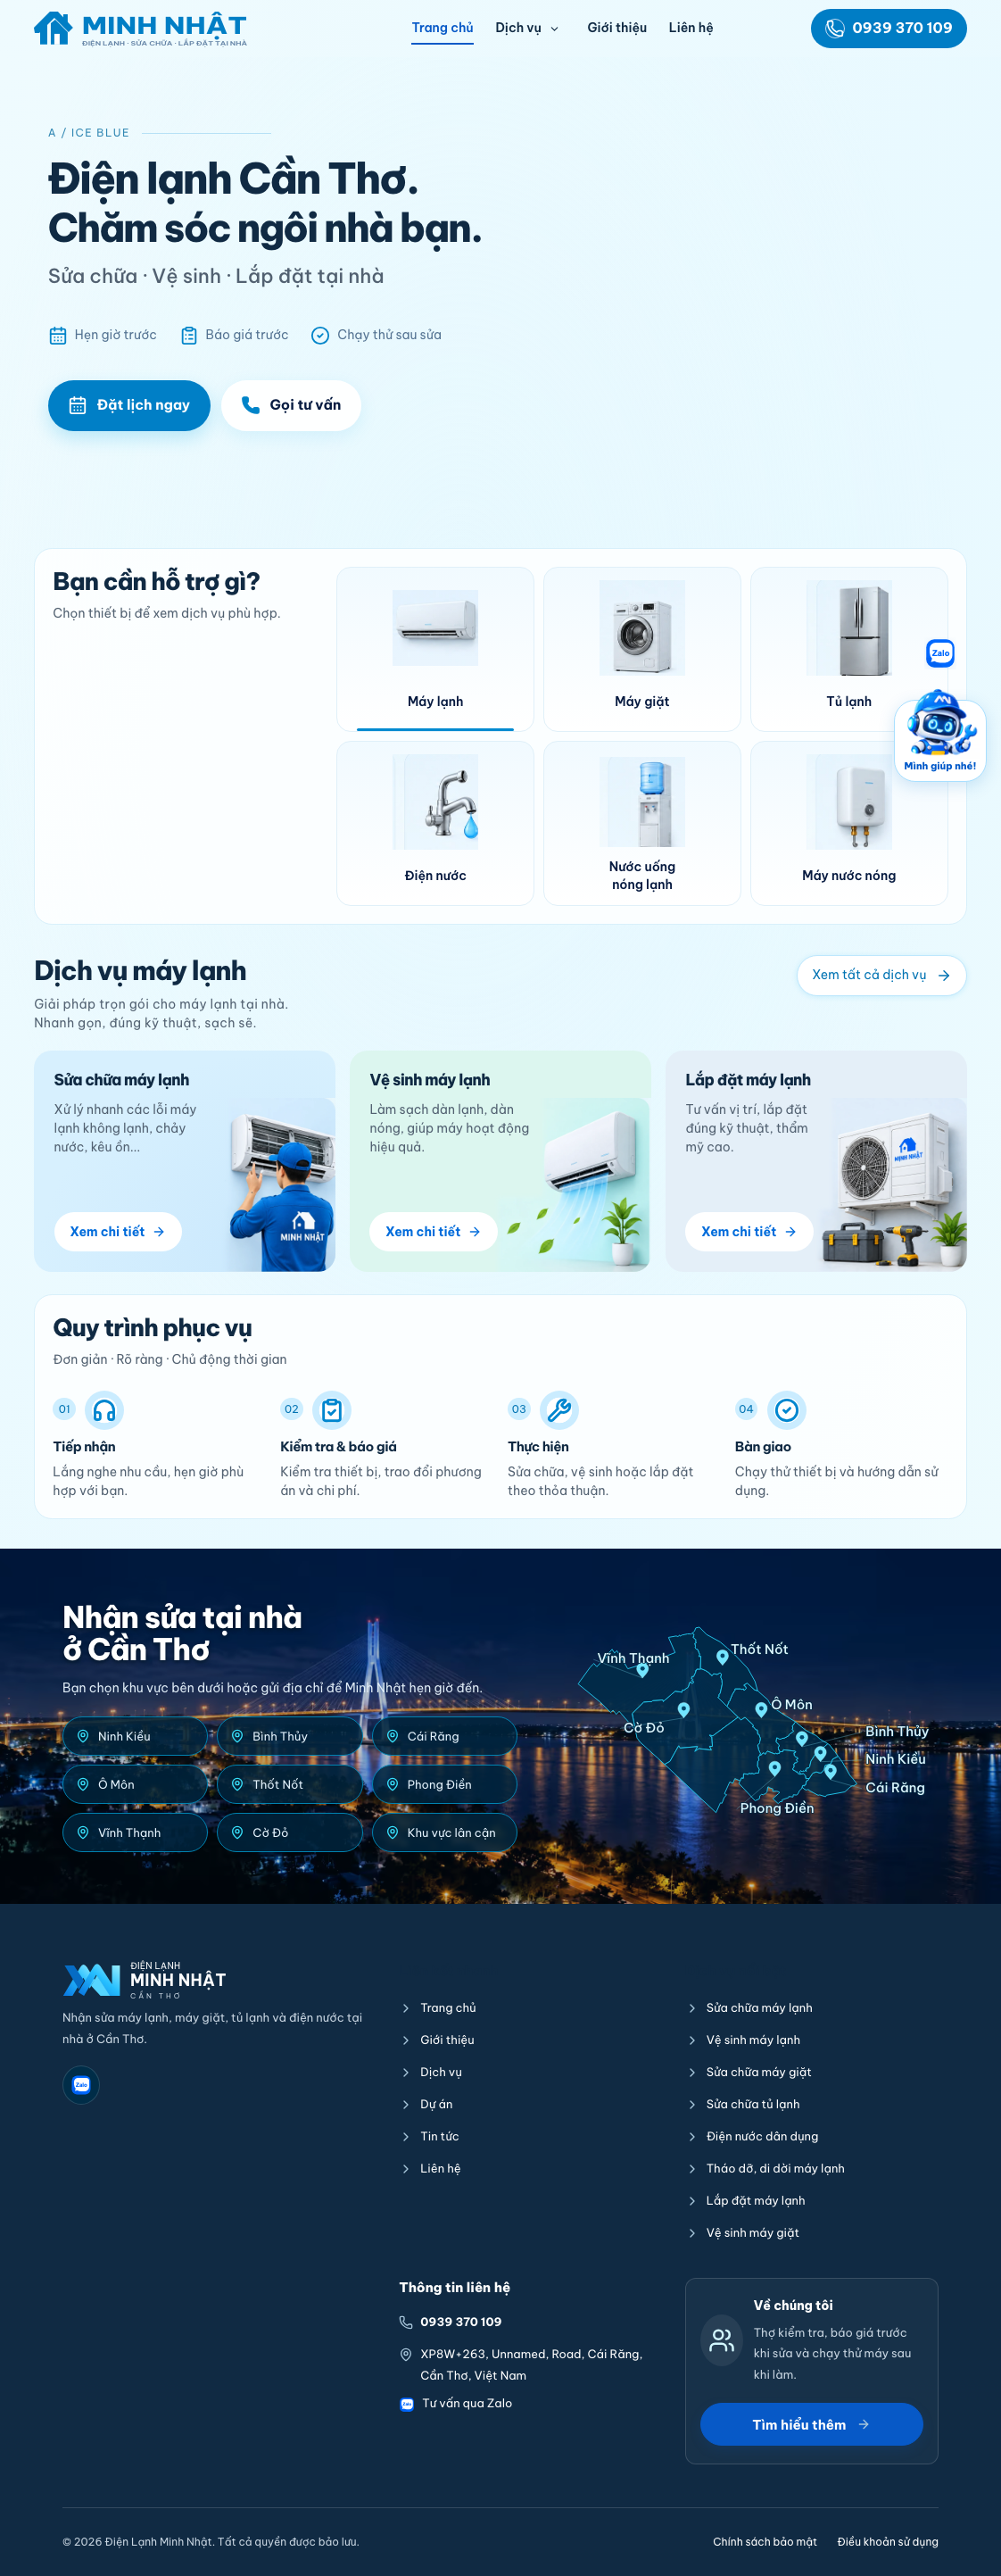 MINH NHẬT
ĐIỆN LẠNH - SỬA CHỮA - LẮP ĐẶT TẠI NHÀ
Trang chủ
Dịch vụ
Giới thiệu
Liên hệ
0939 370 109
A / ICE BLUE
Điện lạnh Cần Thơ.
Chăm sóc ngôi nhà bạn.
Sửa chữa · Vệ sinh · Lắp đặt tại nhà
Hẹn giờ trước
Báo giá trước
Chạy thử sau sửa
Đặt lịch ngay
Gọi tư vấn
Bạn cần hỗ trợ gì?
Chọn thiết bị để xem dịch vụ phù hợp.
Máy lạnh
Máy giặt
Tủ lạnh
Zalo
Mình giúp nhé!
Điện nước
Nước uống
nóng lạnh
Máy nước nóng
Dịch vụ máy lạnh
Giải pháp trọn gói cho máy lạnh tại nhà.
Nhanh gọn, đúng kỹ thuật, sạch sẽ.
Xem tất cả dịch vụ
Sửa chữa máy lạnh
Xử lý nhanh các lỗi máy
lạnh không lạnh, chảy
nước, kêu ồn...
Xem chi tiết
MINH NHẬT
Vệ sinh máy lạnh
Làm sạch dàn lạnh, dàn
nóng, giúp máy hoạt động
hiệu quả.
Xem chi tiết
Lắp đặt máy lạnh
Tư vấn vị trí, lắp đặt
đúng kỹ thuật, thẩm
mỹ cao.
Xem chi tiết
MINH NHẬT
Quy trình phục vụ
Đơn giản · Rõ ràng · Chủ động thời gian
01
Tiếp nhận
Lắng nghe nhu cầu, hẹn giờ phù
hợp với bạn.
02
Kiểm tra & báo giá
Kiểm tra thiết bị, trao đổi phương
án và chi phí.
03
Thực hiện
Sửa chữa, vệ sinh hoặc lắp đặt
theo thỏa thuận.
04
Bàn giao
Chạy thử thiết bị và hướng dẫn sử
dụng.
Nhận sửa tại nhà
ở Cần Thơ
Bạn chọn khu vực bên dưới hoặc gửi địa chỉ để Minh Nhật hẹn giờ đến.
Ninh Kiều
Bình Thủy
Cái Răng
Ô Môn
Thốt Nốt
Phong Điền
Vĩnh Thạnh
Cờ Đỏ
Khu vực lân cận
Vĩnh Thạnh
Thốt Nốt
Ô Môn
Cờ Đỏ
Bình Thủy
Ninh Kiều
Cái Răng
Phong Điền
ĐIỆN LẠNH
MINH NHẬT
CẦN THƠ
Nhận sửa máy lạnh, máy giặt, tủ lạnh và điện nước tại
nhà ở Cần Thơ.
Zalo
Trang chủ
Giới thiệu
Dịch vụ
Dự án
Tin tức
Liên hệ
Sửa chữa máy lạnh
Vệ sinh máy lạnh
Sửa chữa máy giặt
Sửa chữa tủ lạnh
Điện nước dân dụng
Tháo dỡ, di dời máy lạnh
Lắp đặt máy lạnh
Vệ sinh máy giặt
Thông tin liên hệ
0939 370 109
XP8W+263, Unnamed, Road, Cái Răng,
Cần Thơ, Việt Nam
Zalo
Tư vấn qua Zalo
Về chúng tôi
Thợ kiểm tra, báo giá trước
khi sửa và chạy thử máy sau
khi làm.
Tìm hiểu thêm
© 2026 Điện Lạnh Minh Nhật. Tất cả quyền được bảo lưu.
Chính sách bảo mật
Điều khoản sử dụng